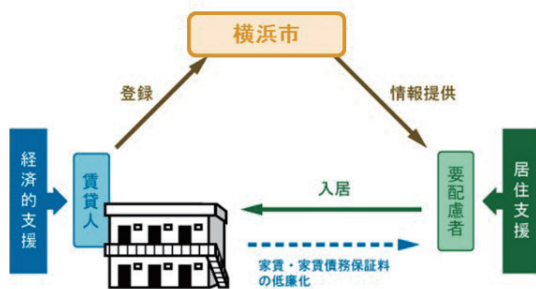 横浜市
登録
情報提供
経済的支援
賃貸人
入居
要配慮者
居住支援
家賃・家賃債務保証料
の低廉化